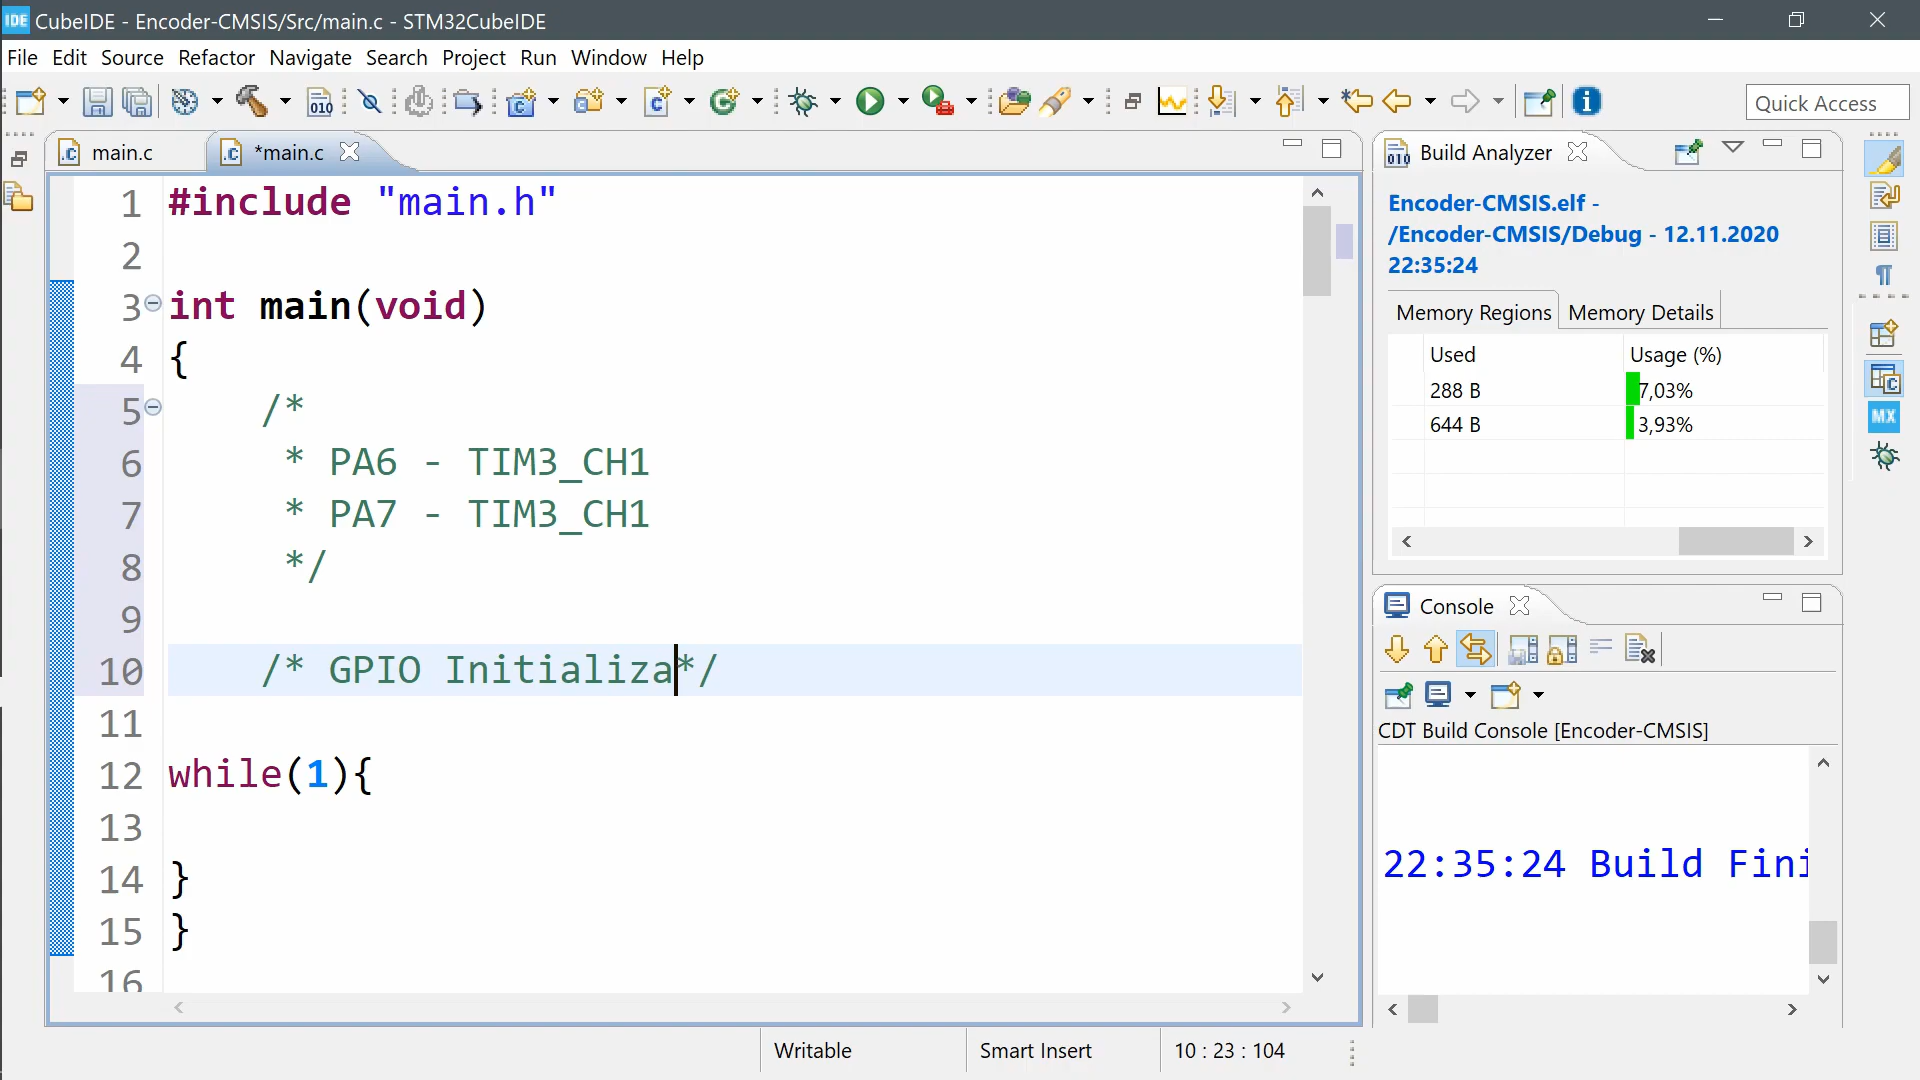 IDE CubeIDE - Encoder-CMSIS/Src/main.c - STM32CubeIDE
File Edit Source Refactor Navigate Search Project Run Window Help
010 Quick Access
main.c *main.c
1 #include "main.h"
2
3 int main(void)
4 {
5 /*
6 * PA6 - TIM3_CH1
7 * PA7 - TIM3_CH1
8 */
9
10 /* GPIO Initializa*/
11
12 while(1){
13
14 }
15 }
16
Writable Smart Insert 10 : 23 : 104
010 Build Analyzer
Encoder-CMSIS.elf -
/Encoder-CMSIS/Debug - 12.11.2020
22:35:24
Memory Regions Memory Details
Used Usage (%)
288 B 7,03%
644 B 3,93%
Console
CDT Build Console [Encoder-CMSIS]
22:35:24 Build Fini
MX